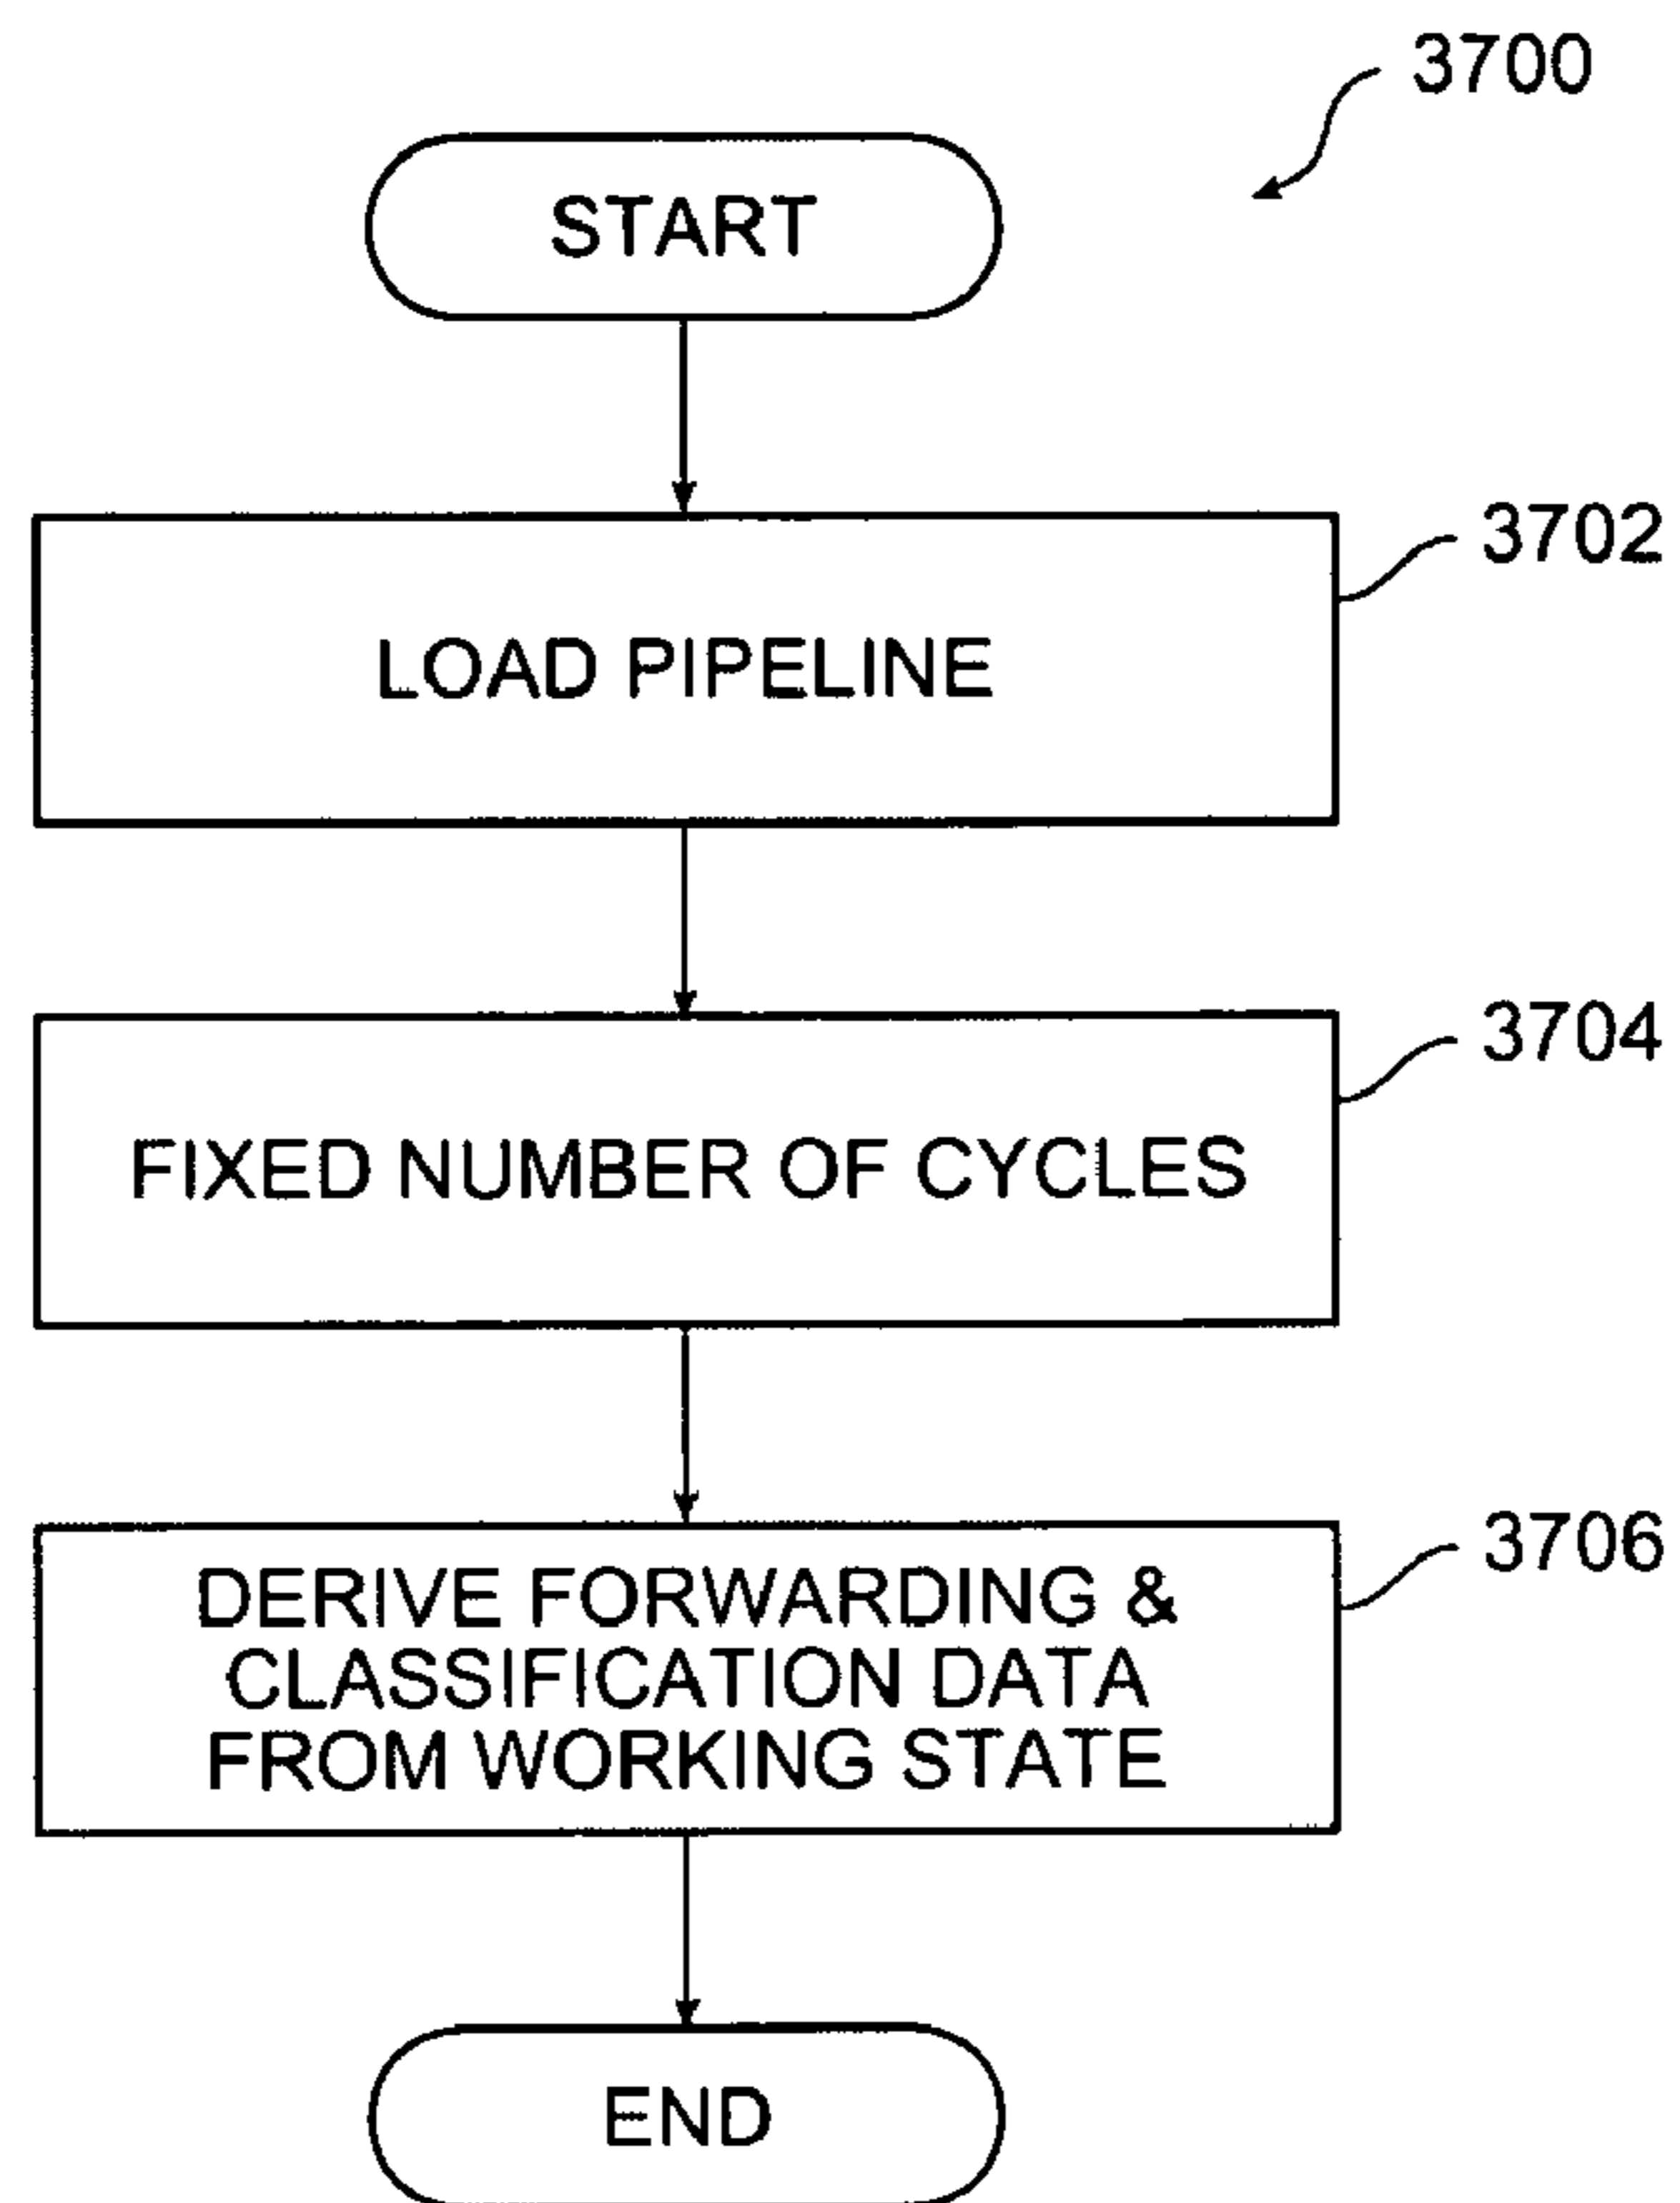 3700
START
3702
LOAD PIPELINE
3704
FIXED NUMBER OF CYCLES
3706
DERIVE FORWARDING &
CLASSIFICATION DATA
FROM WORKING STATE
END